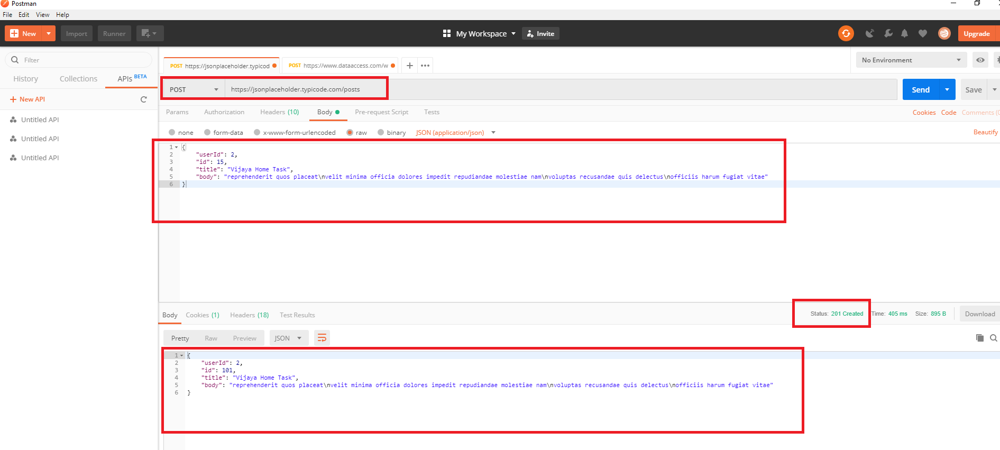 Postman
File Edit View Help
New Import Runner My Workspace Invite Upgrade
Filter
History Collections APIs BETA
New API
Untitled API
Untitled API
Untitled API
POST https://jsonplaceholder.typicod POST https://www.dataaccess.com/w No Environment
POST https://jsonplaceholder.typicode.com/posts Send Save
Params Authorization Headers (10) Body Pre-request Script Tests Cookies Code Comments (0
none form-data x-www-form-urlencoded raw binary JSON (application/json) Beautify
1 {
2 "userId": 2,
3 "id": 15,
4 "title": "Vijaya Home Task",
5 "body": "reprehenderit quos placeat\nvelit minima officia dolores impedit repudiandae molestiae nam\nvoluptas recusandae quis delectus\nofficiis harum fugiat vitae"
6 }
Body Cookies (1) Headers (18) Test Results Status: 201 Created Time: 405 ms Size: 895 B Download
Pretty Raw Preview JSON
1 {
2 "userId": 2,
3 "id": 101,
4 "title": "Vijaya Home Task",
5 "body": "reprehenderit quos placeat\nvelit minima officia dolores impedit repudiandae molestiae nam\nvoluptas recusandae quis delectus\nofficiis harum fugiat vitae"
6 }